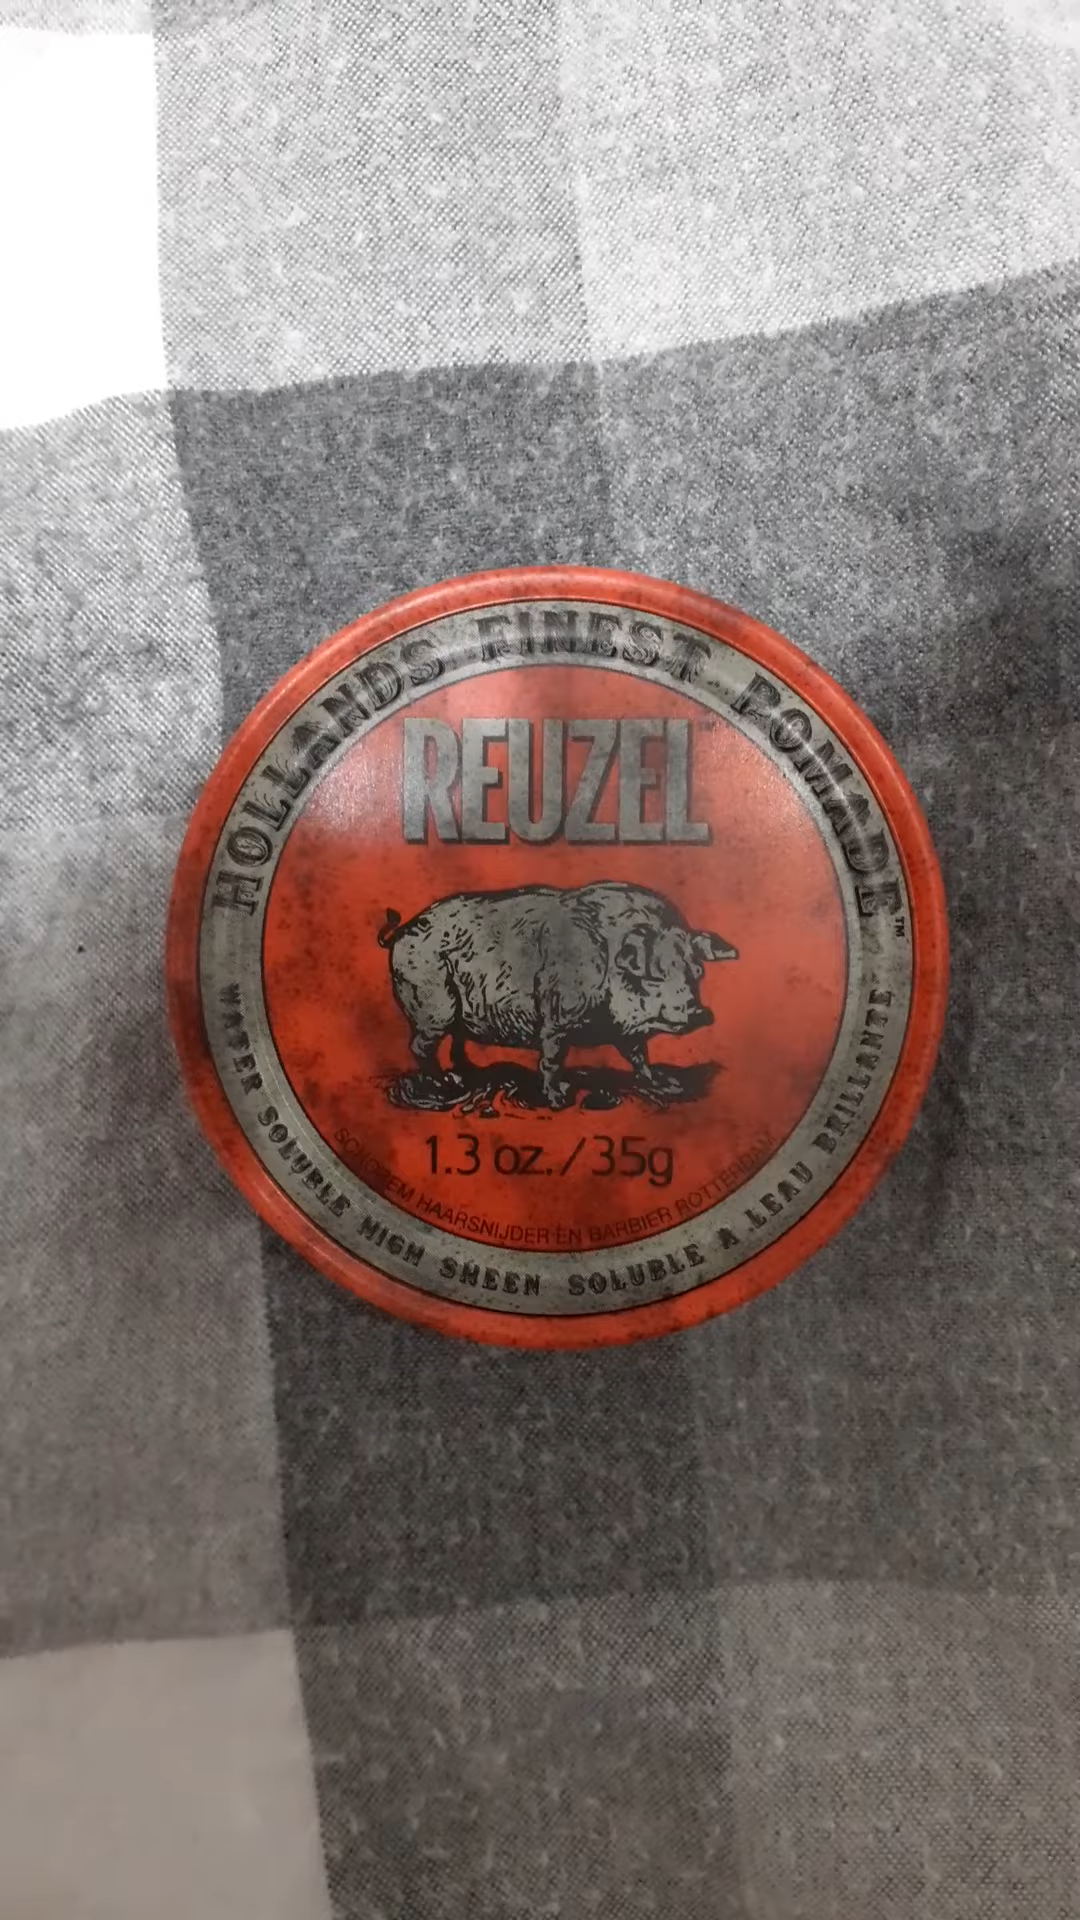 HOLLANDS FINEST POMADE™
REUZEL
1.3 oz./35g
SCHOREM HAARSNIJDER EN BARBIER ROTTERDAM
WATER SOLUBLE HIGH SHEEN SOLUBLE A LEAU BRILLANTE